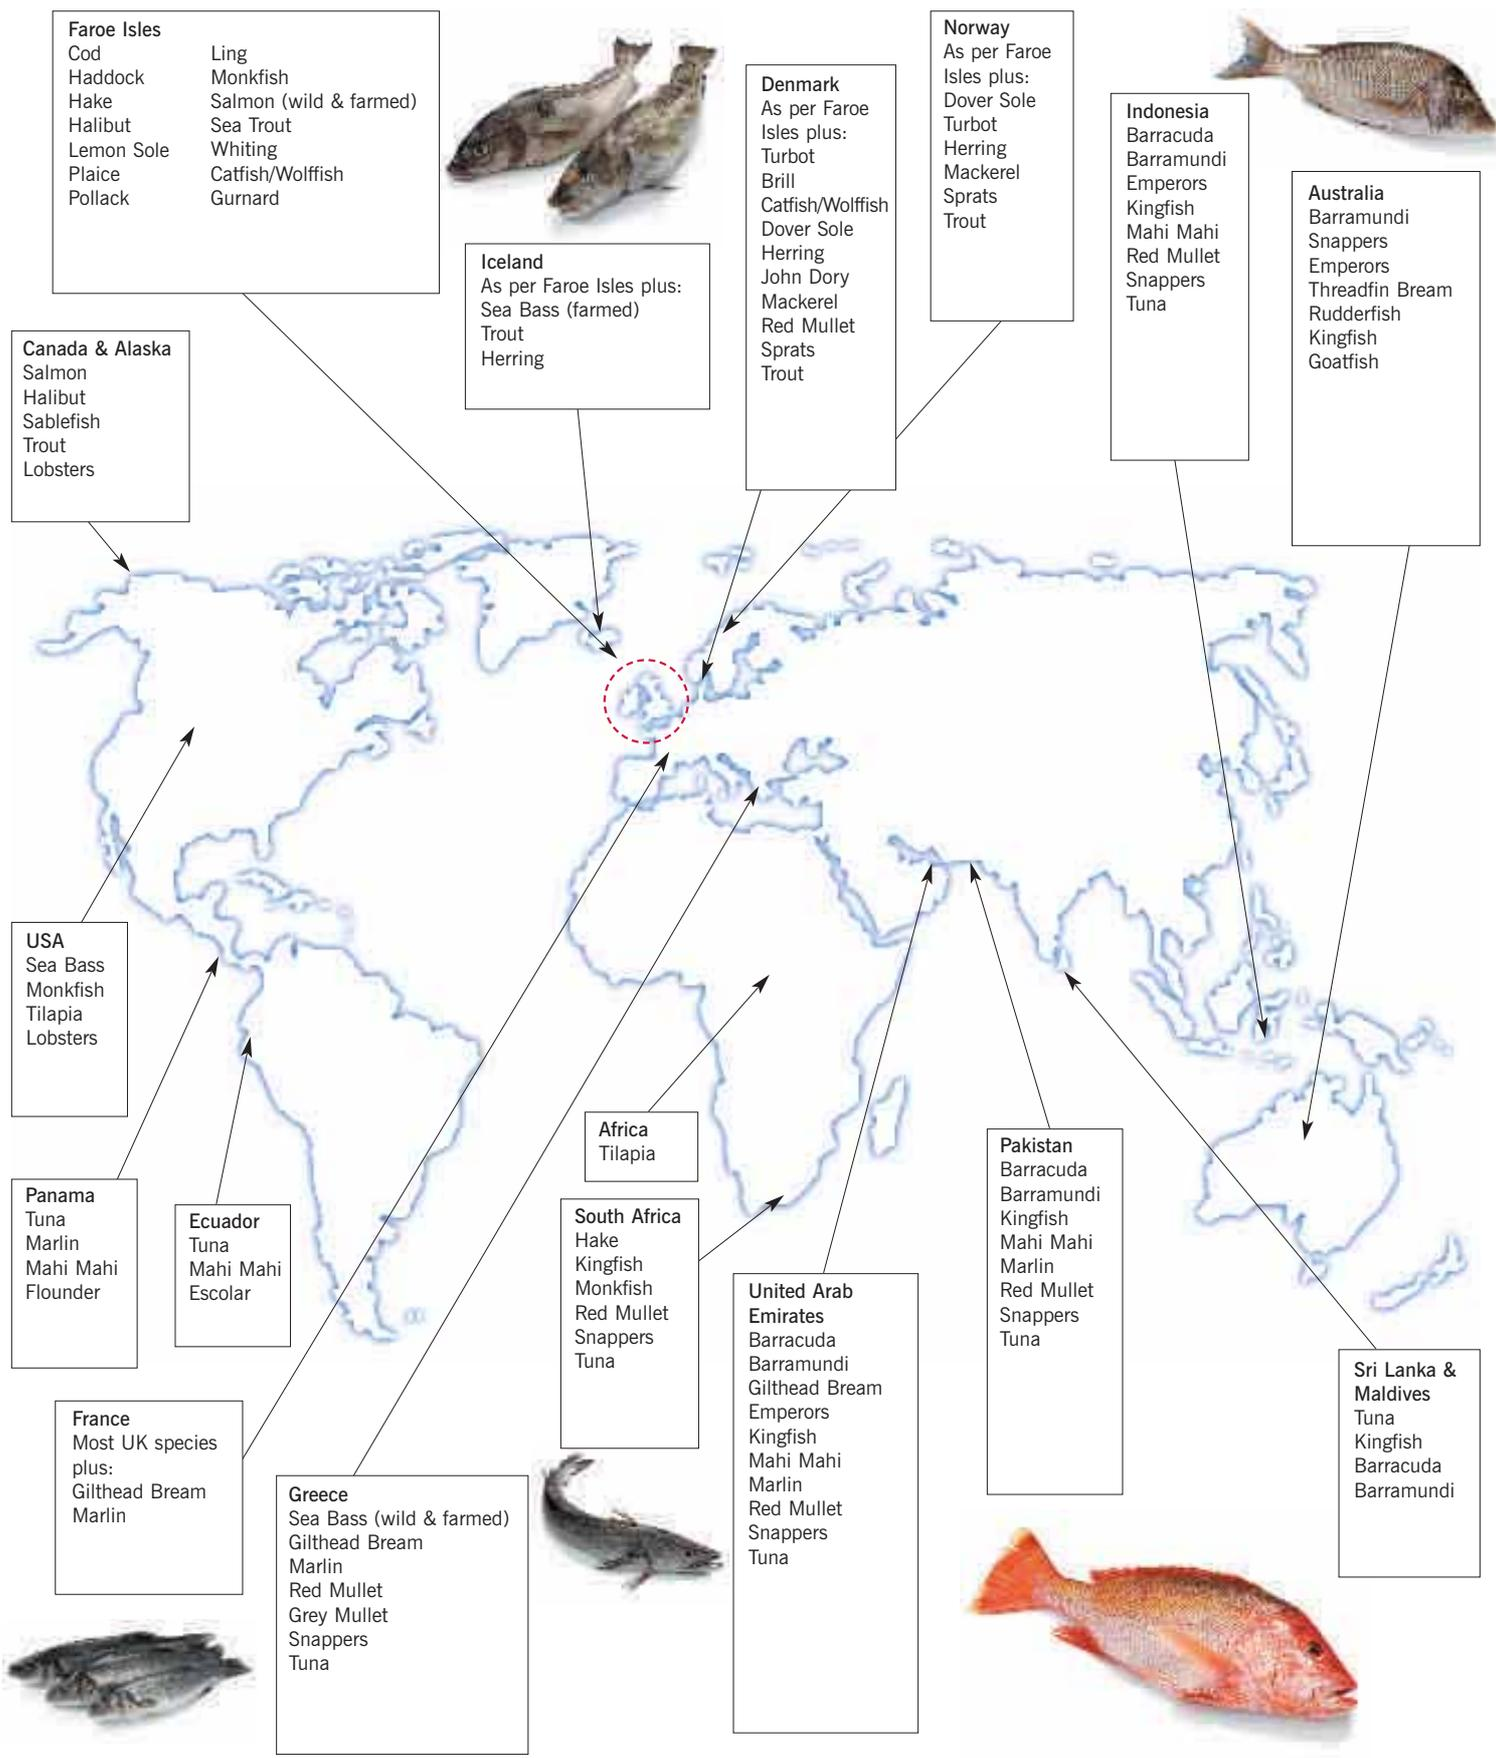 Faroe Isles
Cod
Haddock
Hake
Halibut
Lemon Sole
Plaice
Pollack
Ling
Monkfish
Salmon (wild & farmed)
Sea Trout
Whiting
Catfish/Wolffish
Gurnard
Iceland
As per Faroe Isles plus:
Sea Bass (farmed)
Trout
Herring
Denmark
As per Faroe
Isles plus:
Turbot
Brill
Catfish/Wolffish
Dover Sole
Herring
John Dory
Mackerel
Red Mullet
Sprats
Trout
Norway
As per Faroe
Isles plus:
Dover Sole
Turbot
Herring
Mackerel
Sprats
Trout
Indonesia
Barracuda
Barramundi
Emperors
Kingfish
Mahi Mahi
Red Mullet
Snappers
Tuna
Australia
Barramundi
Snappers
Emperors
Threadfin Bream
Rudderfish
Kingfish
Goatfish
Canada & Alaska
Salmon
Halibut
Sablefish
Trout
Lobsters
USA
Sea Bass
Monkfish
Tilapia
Lobsters
Panama
Tuna
Marlin
Mahi Mahi
Flounder
Ecuador
Tuna
Mahi Mahi
Escolar
Africa
Tilapia
South Africa
Hake
Kingfish
Monkfish
Red Mullet
Snappers
Tuna
United Arab
Emirates
Barracuda
Barramundi
Gilthead Bream
Emperors
Kingfish
Mahi Mahi
Marlin
Red Mullet
Snappers
Tuna
Pakistan
Barracuda
Barramundi
Kingfish
Mahi Mahi
Marlin
Red Mullet
Snappers
Tuna
Sri Lanka &
Maldives
Tuna
Kingfish
Barracuda
Barramundi
France
Most UK species
plus:
Gilthead Bream
Marlin
Greece
Sea Bass (wild & farmed)
Gilthead Bream
Marlin
Red Mullet
Grey Mullet
Snappers
Tuna